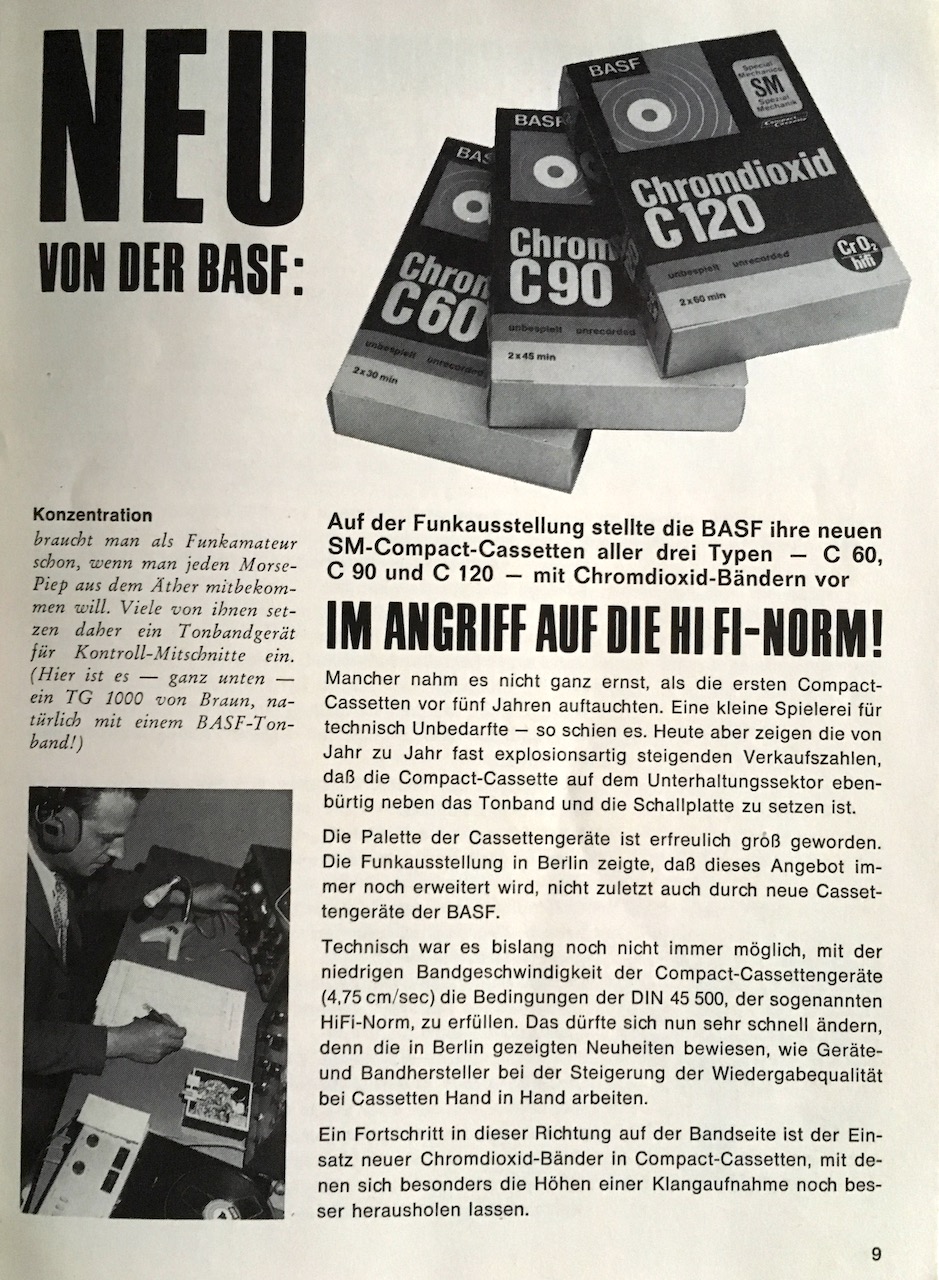 NEU
VON DER BASF:
BASF
Special
Mechanics
SM
Spezial
Mechanik
Compact
Cassette
Chromdioxid
C 120
CrO₂
hifi
unbespielt unrecorded
2 x 60 min
BASF
Chrom
C 90
unbespielt unrecorded
2 x 45 min
BAS
Chron
C 60
unbespielt unrecorded
2 x 30 min
Konzentration
braucht man als Funkamateur
schon, wenn man jeden Morse-
Piep aus dem Äther mitbekom-
men will. Viele von ihnen set-
zen daher ein Tonbandgerät
für Kontroll-Mitschnitte ein.
(Hier ist es — ganz unten —
ein TG 1000 von Braun, na-
türlich mit einem BASF-Ton-
band!)
Auf der Funkausstellung stellte die BASF ihre neuen
SM-Compact-Cassetten aller drei Typen — C 60,
C 90 und C 120 — mit Chromdioxid-Bändern vor
IM ANGRIFF AUF DIE HI FI-NORM!
Mancher nahm es nicht ganz ernst, als die ersten Compact-
Cassetten vor fünf Jahren auftauchten. Eine kleine Spielerei für
technisch Unbedarfte – so schien es. Heute aber zeigen die von
Jahr zu Jahr fast explosionsartig steigenden Verkaufszahlen,
daß die Compact-Cassette auf dem Unterhaltungssektor eben-
bürtig neben das Tonband und die Schallplatte zu setzen ist.
Die Palette der Cassettengeräte ist erfreulich groß geworden.
Die Funkausstellung in Berlin zeigte, daß dieses Angebot im-
mer noch erweitert wird, nicht zuletzt auch durch neue Casset-
tengeräte der BASF.
Technisch war es bislang noch nicht immer möglich, mit der
niedrigen Bandgeschwindigkeit der Compact-Cassettengeräte
(4,75 cm/sec) die Bedingungen der DIN 45 500, der sogenannten
HiFi-Norm, zu erfüllen. Das dürfte sich nun sehr schnell ändern,
denn die in Berlin gezeigten Neuheiten bewiesen, wie Geräte-
und Bandhersteller bei der Steigerung der Wiedergabequalität
bei Cassetten Hand in Hand arbeiten.
Ein Fortschritt in dieser Richtung auf der Bandseite ist der Ein-
satz neuer Chromdioxid-Bänder in Compact-Cassetten, mit de-
nen sich besonders die Höhen einer Klangaufnahme noch bes-
ser herausholen lassen.
9